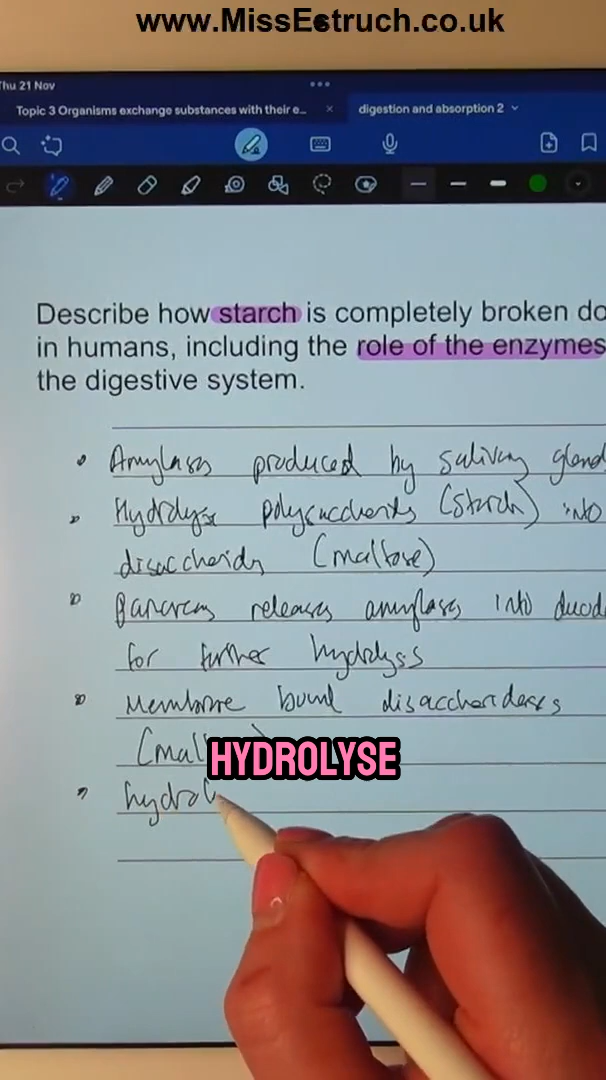 www.MissEstruch.co.uk
Thu 21 Nov
Topic 3 Organisms exchange substances with their e... × digestion and absorption 2
Describe how starch is completely broken do
in humans, including the role of the enzymes
the digestive system.
Amylases produced by salivary gland
Hydrolyse polysaccharides (starch) into
disaccharides (maltose)
Pancreas releases amylases into duod
for further hydrolysis
Membrane bound disaccharidases
(mal
HYDROLYSE
hydrol